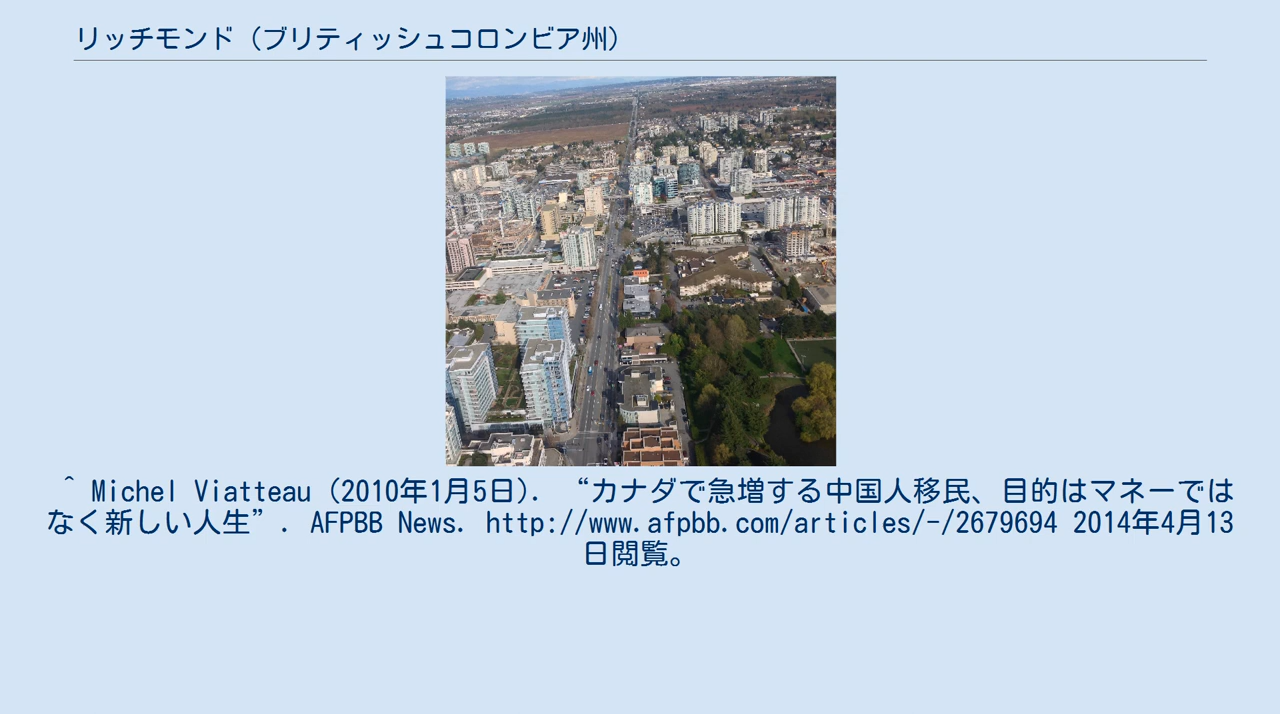 リッチモンド（ブリティッシュコロンビア州）
^ Michel Viatteau (2010年1月5日). “カナダで急増する中国人移民、目的はマネーでは
なく新しい人生”. AFPBB News. http://www.afpbb.com/articles/-/2679694 2014年4月13
日閲覧。